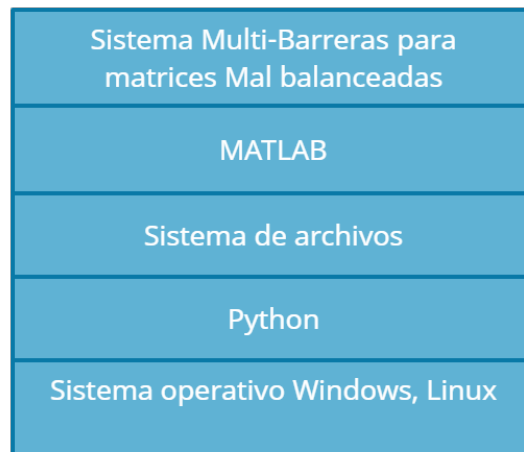 Sistema Multi-Barreras para
matrices Mal balanceadas
MATLAB
Sistema de archivos
Python
Sistema operativo Windows, Linux